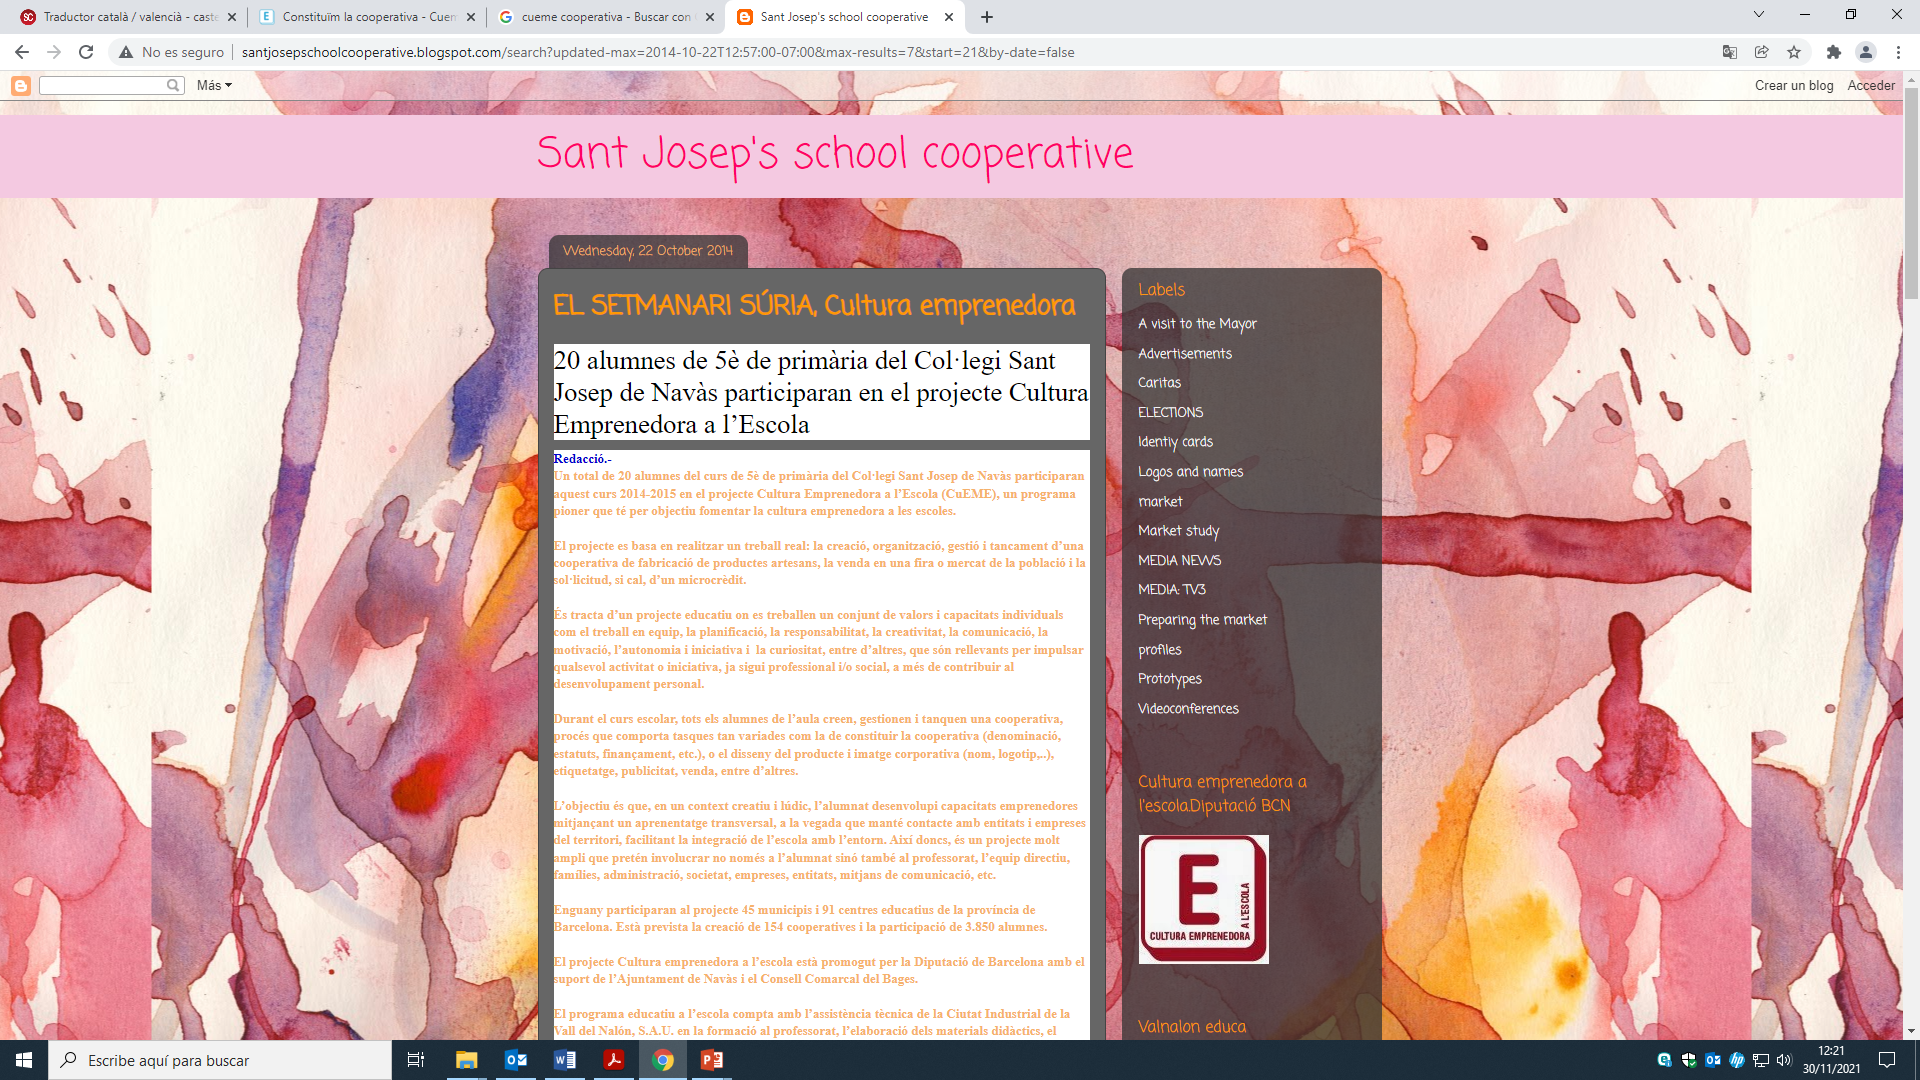 Traductor català / valencià - caste
Constituïm la cooperativa - Cuem
cueme cooperativa - Buscar con
Sant Josep's school cooperative
No es seguro
santjosepschoolcooperative.blogspot.com/search?updated-max=2014-10-22T12:57:00-07:00&max-results=7&start=21&by-date=false
Más
Crear un blog
Acceder
Sant Josep's school cooperative
Wednesday, 22 October 2014
EL SETMANARI SÚRIA, Cultura emprenedora
20 alumnes de 5è de primària del Col·legi Sant
Josep de Navàs participaran en el projecte Cultura
Emprenedora a l’Escola
Redacció.-
Un total de 20 alumnes del curs de 5è de primària del Col·legi Sant Josep de Navàs participaran
aquest curs 2014-2015 en el projecte Cultura Emprenedora a l’Escola (CuEME), un programa
pioner que té per objectiu fomentar la cultura emprenedora a les escoles.
El projecte es basa en realitzar un treball real: la creació, organització, gestió i tancament d’una
cooperativa de fabricació de productes artesans, la venda en una fira o mercat de la població i la
sol·licitud, si cal, d’un microcrèdit.
És tracta d’un projecte educatiu on es treballen un conjunt de valors i capacitats individuals
com el treball en equip, la planificació, la responsabilitat, la creativitat, la comunicació, la
motivació, l’autonomia i iniciativa i  la curiositat, entre d’altres, que són rellevants per impulsar
qualsevol activitat o iniciativa, ja sigui professional i/o social, a més de contribuir al
desenvolupament personal.
Durant el curs escolar, tots els alumnes de l’aula creen, gestionen i tanquen una cooperativa,
procés que comporta tasques tan variades com la de constituir la cooperativa (denominació,
estatuts, finançament, etc.), o el disseny del producte i imatge corporativa (nom, logotip,..),
etiquetatge, publicitat, venda, entre d’altres.
L’objectiu és que, en un context creatiu i lúdic, l’alumnat desenvolupi capacitats emprenedores
mitjançant un aprenentatge transversal, a la vegada que manté contacte amb entitats i empreses
del territori, facilitant la integració de l’escola amb l’entorn. Així doncs, és un projecte molt
ampli que pretén involucrar no només a l’alumnat sinó també al professorat, l’equip directiu,
famílies, administració, societat, empreses, entitats, mitjans de comunicació, etc.
Enguany participaran al projecte 45 municipis i 91 centres educatius de la província de
Barcelona. Està prevista la creació de 154 cooperatives i la participació de 3.850 alumnes.
El projecte Cultura emprenedora a l’escola està promogut per la Diputació de Barcelona amb el
suport de l’Ajuntament de Navàs i el Consell Comarcal del Bages.
El programa educatiu a l’escola compta amb l’assistència tècnica de la Ciutat Industrial de la
Vall del Nalón, S.A.U. en la formació al professorat, l’elaboració dels materials didàctics, el
Labels
A visit to the Mayor
Advertisements
Caritas
ELECTIONS
Identiy cards
Logos and names
market
Market study
MEDIA NEWS
MEDIA: TV3
Preparing the market
profiles
Prototypes
Videoconferences
Cultura emprenedora a
l'escola.Diputació BCN
E
A L'ESCOLA
CULTURA EMPRENEDORA
Valnalon educa
Escribe aquí para buscar
12:21
30/11/2021